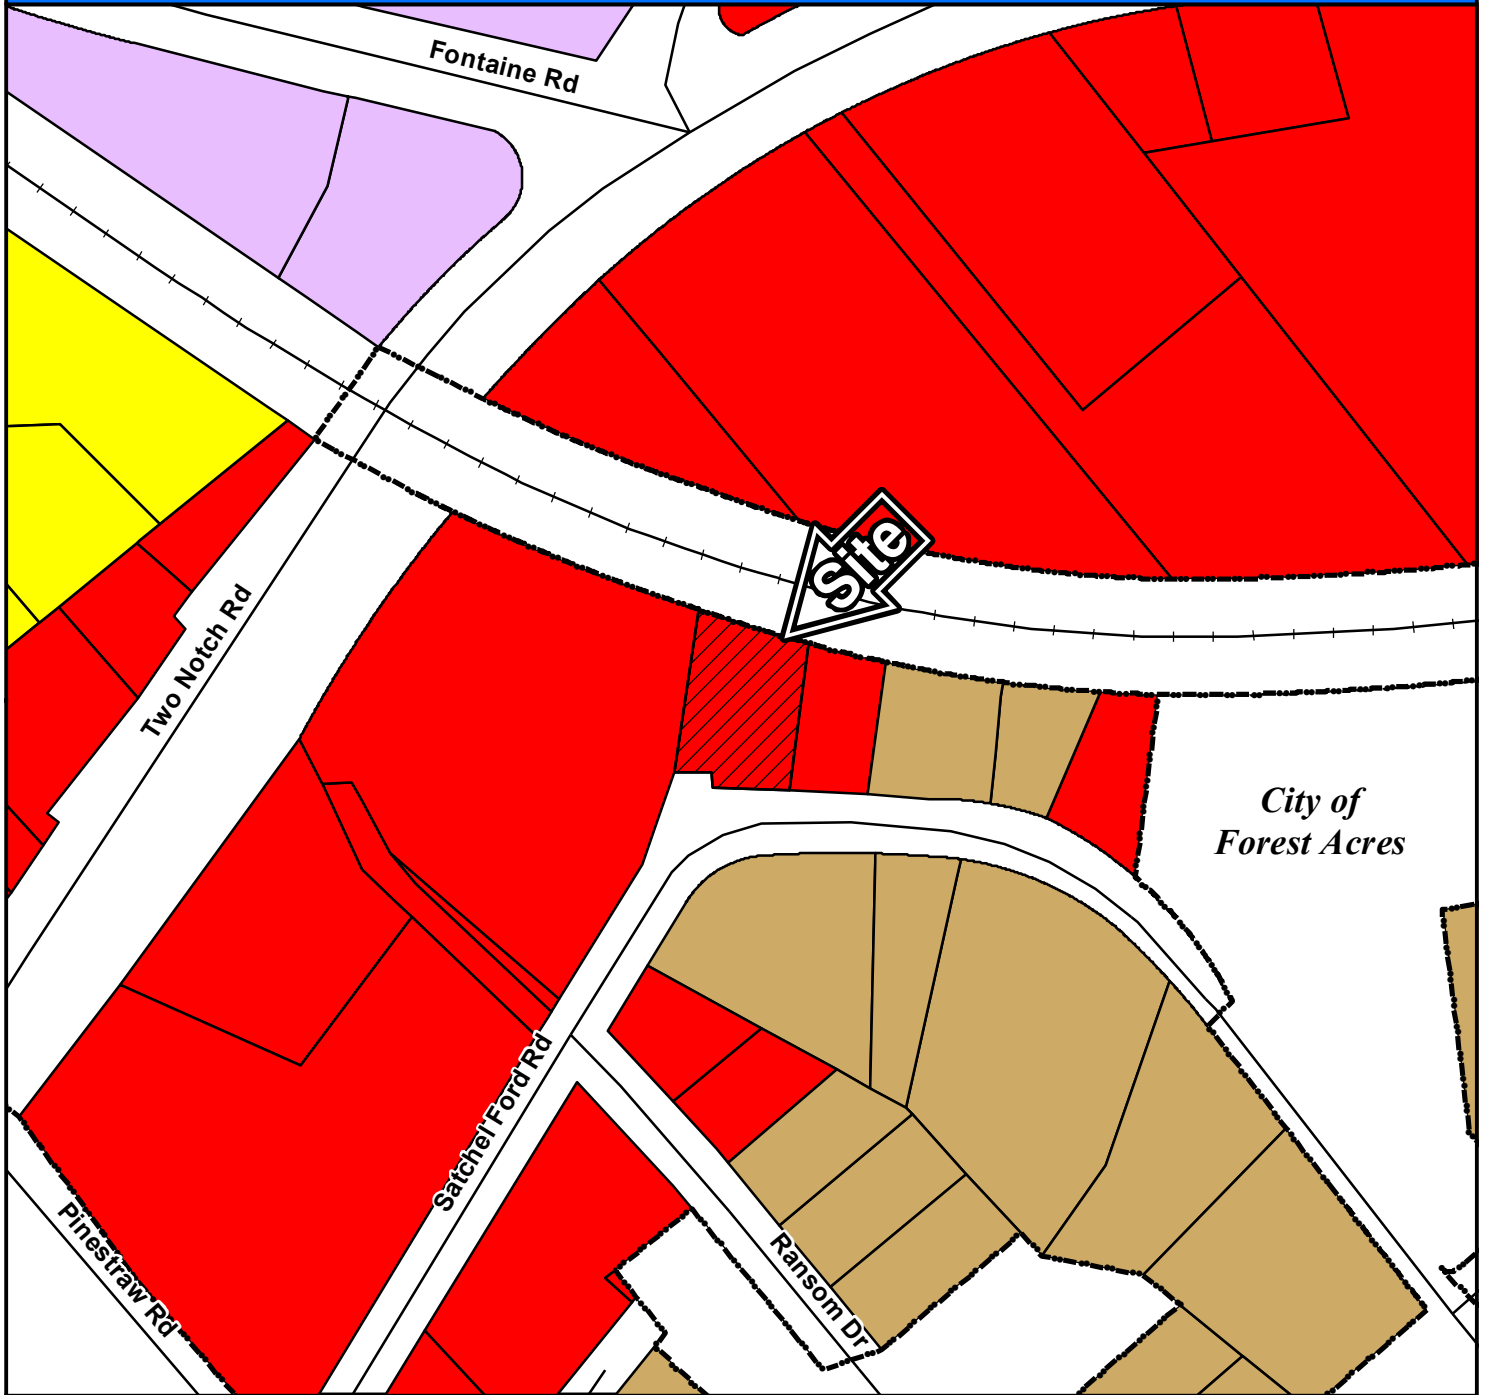 Fontaine Rd
Site
Two Notch Rd
City of
Forest Acres
Satchel Ford Rd
Pinestraw Rd
Ransom Dr